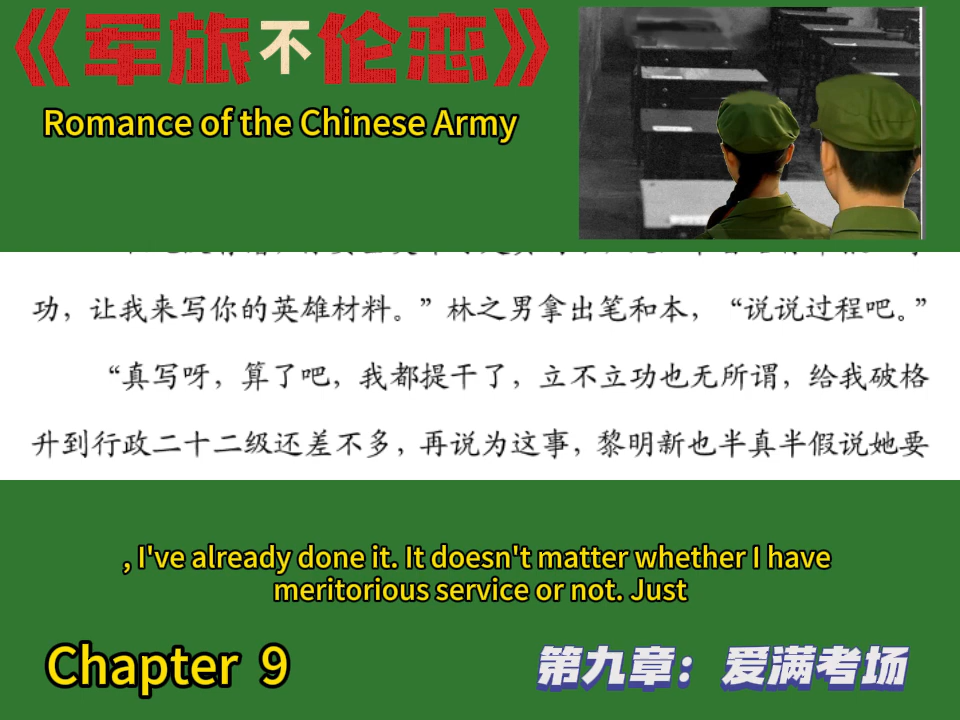 《军旅不伦恋》
Romance of the Chinese Army
功，让我来写你的英雄材料。”林之男拿出笔和本，“说说过程吧。”
“真写呀，算了吧，我都提干了，立不立功也无所谓，给我破格
升到行政二十二级还差不多，再说为这事，黎明新也半真半假说她要
, I've already done it. It doesn't matter whether I have
meritorious service or not. Just
Chapter 9
第九章：爱满考场